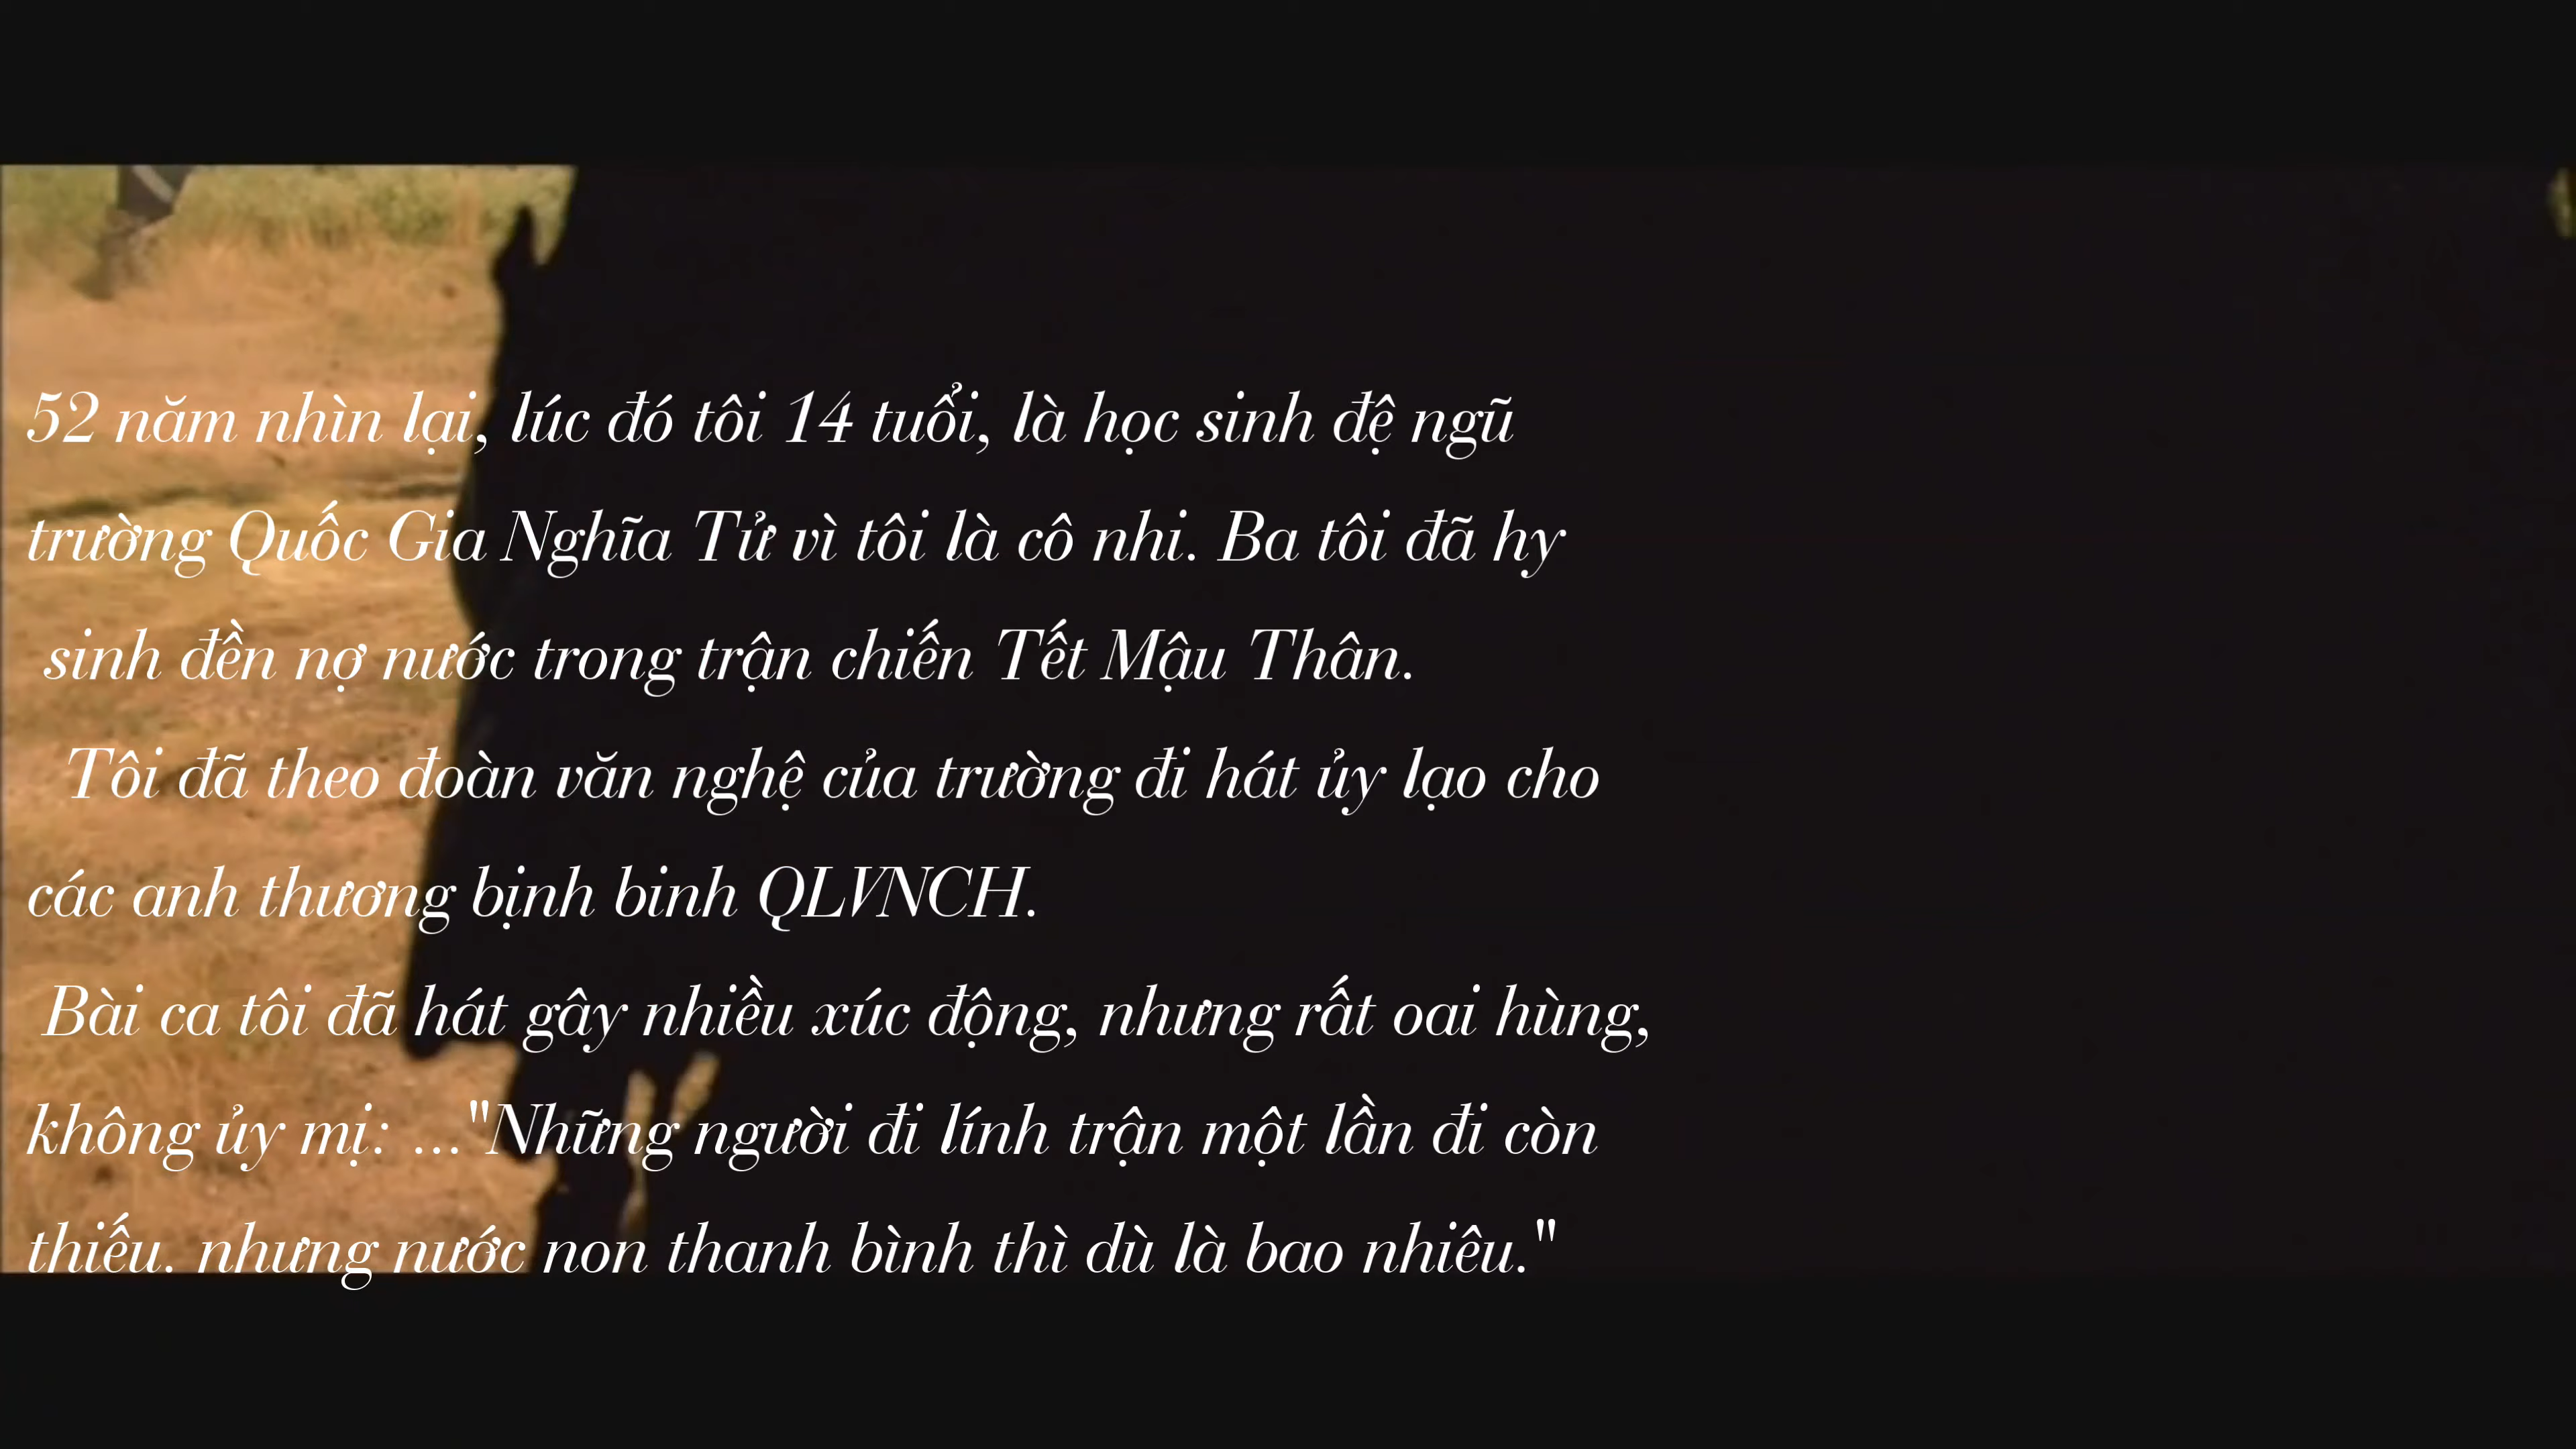 52 năm nhìn lại, lúc đó tôi 14 tuổi, là học sinh đệ ngũ
trường Quốc Gia Nghĩa Tử vì tôi là cô nhi. Ba tôi đã hy
sinh đền nợ nước trong trận chiến Tết Mậu Thân.
Tôi đã theo đoàn văn nghệ của trường đi hát ủy lạo cho
các anh thương bịnh binh QLVNCH.
Bài ca tôi đã hát gây nhiều xúc động, nhưng rất oai hùng,
không ủy mị: ..."Những người đi lính trận một lần đi còn
thiếu. nhưng nước non thanh bình thì dù là bao nhiêu."